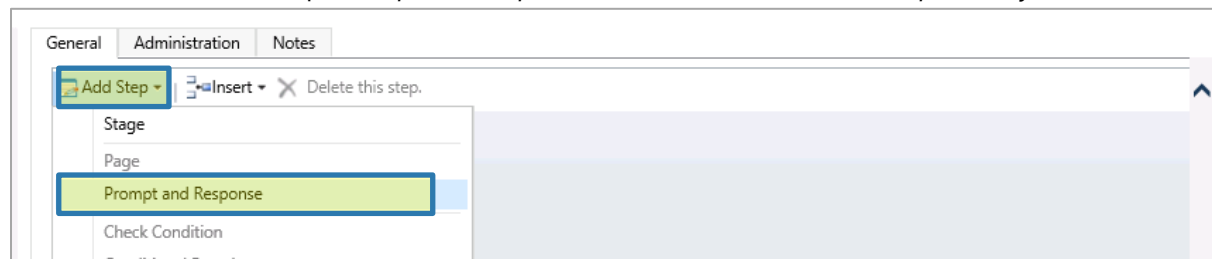 General Administration Notes
Add Step Insert Delete this step.
Stage
Page
Prompt and Response
Check Condition